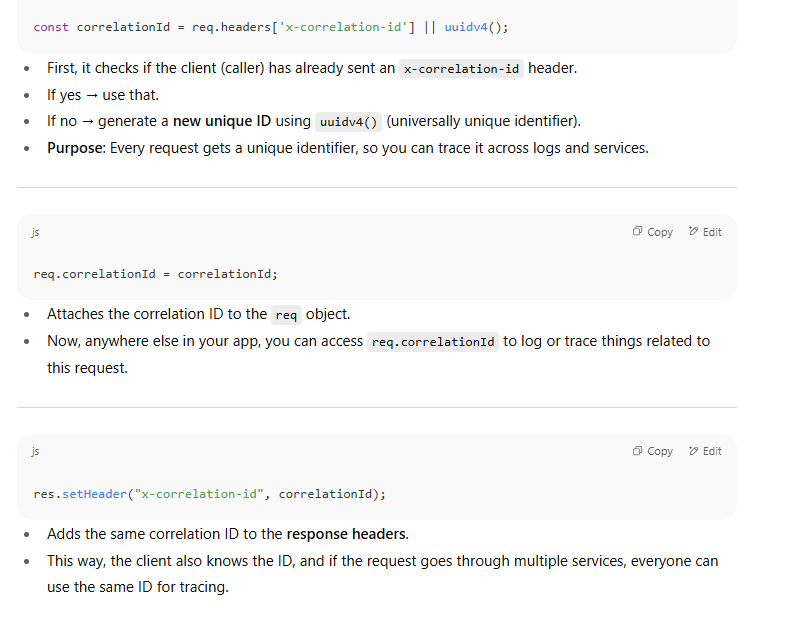 const correlationId = req.headers['x-correlation-id'] || uuidv4();
First, it checks if the client (caller) has already sent an x-correlation-id header.
If yes → use that.
If no → generate a new unique ID using uuidv4() (universally unique identifier).
Purpose: Every request gets a unique identifier, so you can trace it across logs and services.
js Copy Edit
req.correlationId = correlationId;
Attaches the correlation ID to the req object.
Now, anywhere else in your app, you can access req.correlationId to log or trace things related to
this request.
js Copy Edit
res.setHeader("x-correlation-id", correlationId);
Adds the same correlation ID to the response headers.
This way, the client also knows the ID, and if the request goes through multiple services, everyone can
use the same ID for tracing.